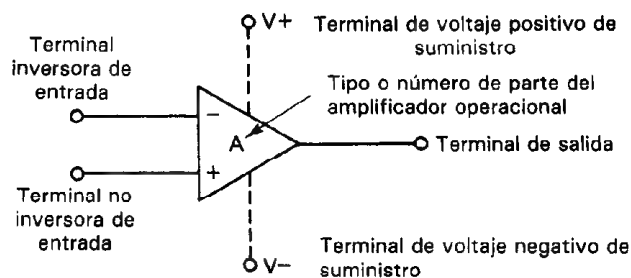 V+
Terminal de voltaje positivo de
suministro
Terminal
inversora de
entrada
Tipo o número de parte del
amplificador operacional
−
A
+
Terminal de salida
Terminal no
inversora de
entrada
V−
Terminal de voltaje negativo de
suministro